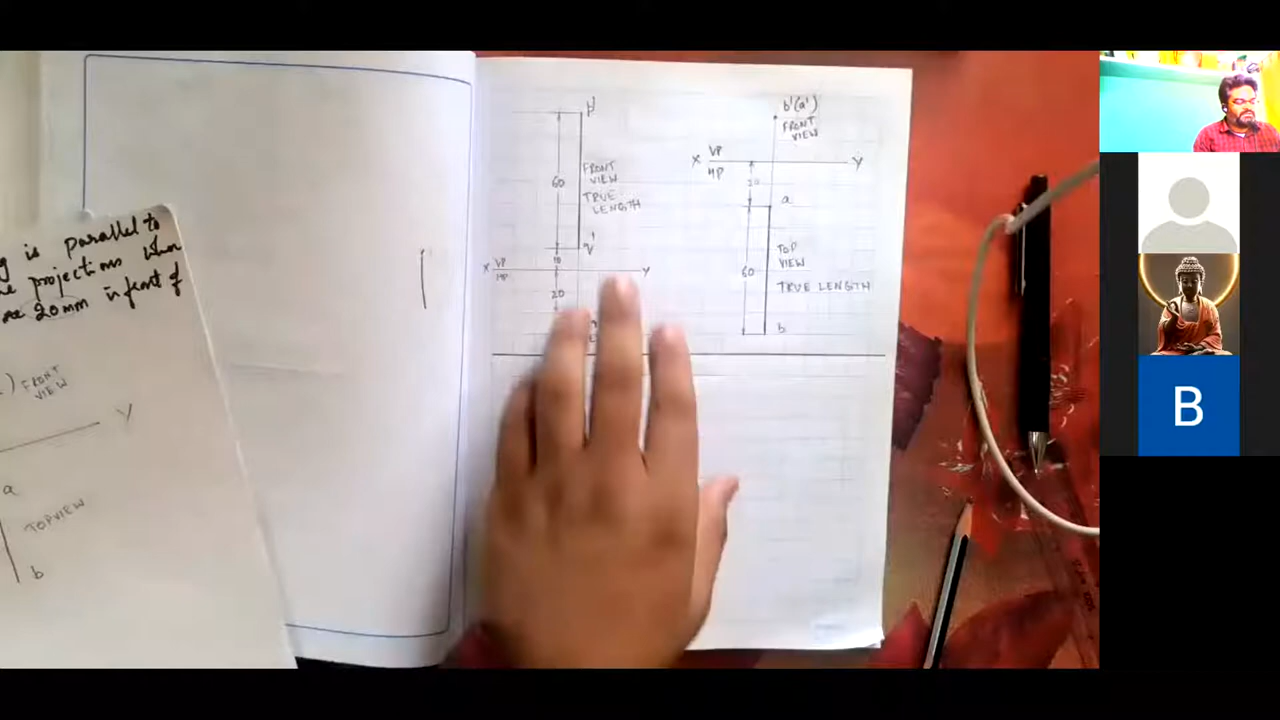 g is parallel to
projections when
20mm in front of
FRONT
VIEW
Y
a
TOPVIEW
b
p'
60
FRONT
VIEW
TRUE
LENGTH
q'
10
X VP
HP
Y
20
b'(a')
FRONT
VIEW
X VP
HP
Y
20
a
60
TOP
VIEW
TRUE LENGTH
b
B